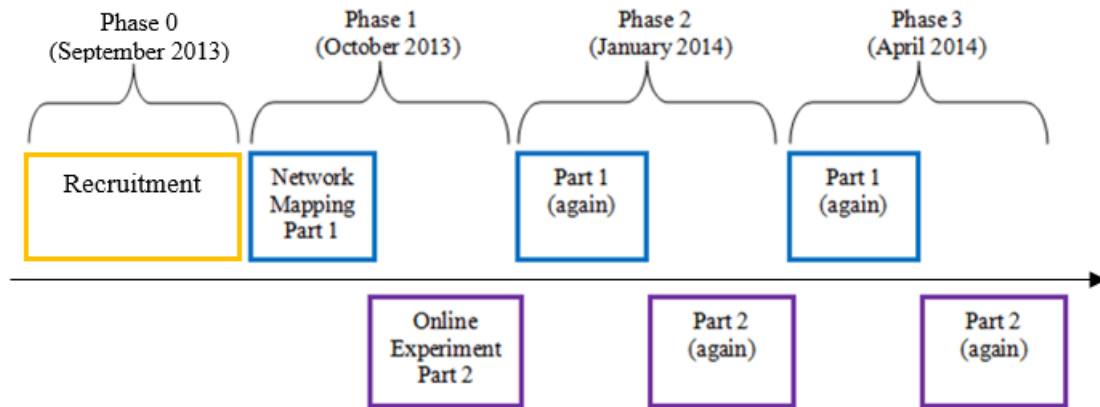 Phase 0
(September 2013)
Phase 1
(October 2013)
Phase 2
(January 2014)
Phase 3
(April 2014)
Recruitment
Network
Mapping
Part 1
Part 1
(again)
Part 1
(again)
Online
Experiment
Part 2
Part 2
(again)
Part 2
(again)